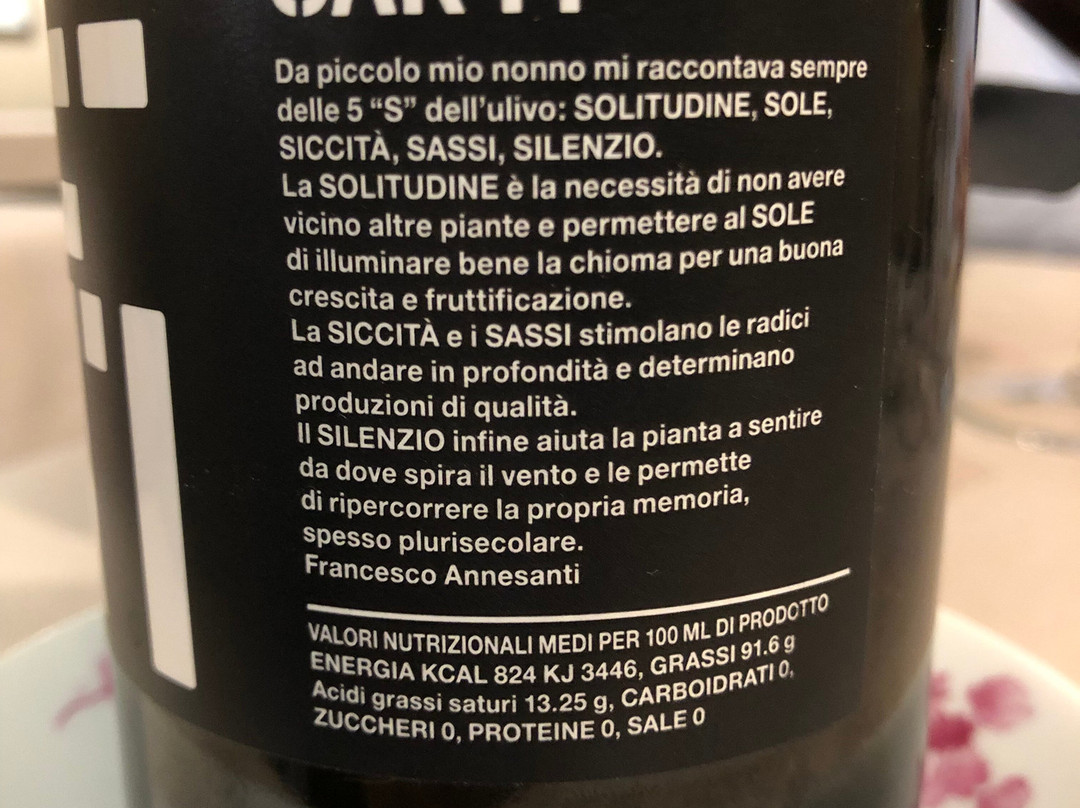 Da piccolo mio nonno mi raccontava sempre
delle 5 “S” dell’ulivo: SOLITUDINE, SOLE,
SICCITÀ, SASSI, SILENZIO.
La SOLITUDINE è la necessità di non avere
vicino altre piante e permettere al SOLE
di illuminare bene la chioma per una buona
crescita e fruttificazione.
La SICCITÀ e i SASSI stimolano le radici
ad andare in profondità e determinano
produzioni di qualità.
Il SILENZIO infine aiuta la pianta a sentire
da dove spira il vento e le permette
di ripercorrere la propria memoria,
spesso plurisecolare.
Francesco Annesanti
VALORI NUTRIZIONALI MEDI PER 100 ML DI PRODOTTO
ENERGIA KCAL 824 KJ 3446, GRASSI 91.6 g
Acidi grassi saturi 13.25 g, CARBOIDRATI 0,
ZUCCHERI 0, PROTEINE 0, SALE 0